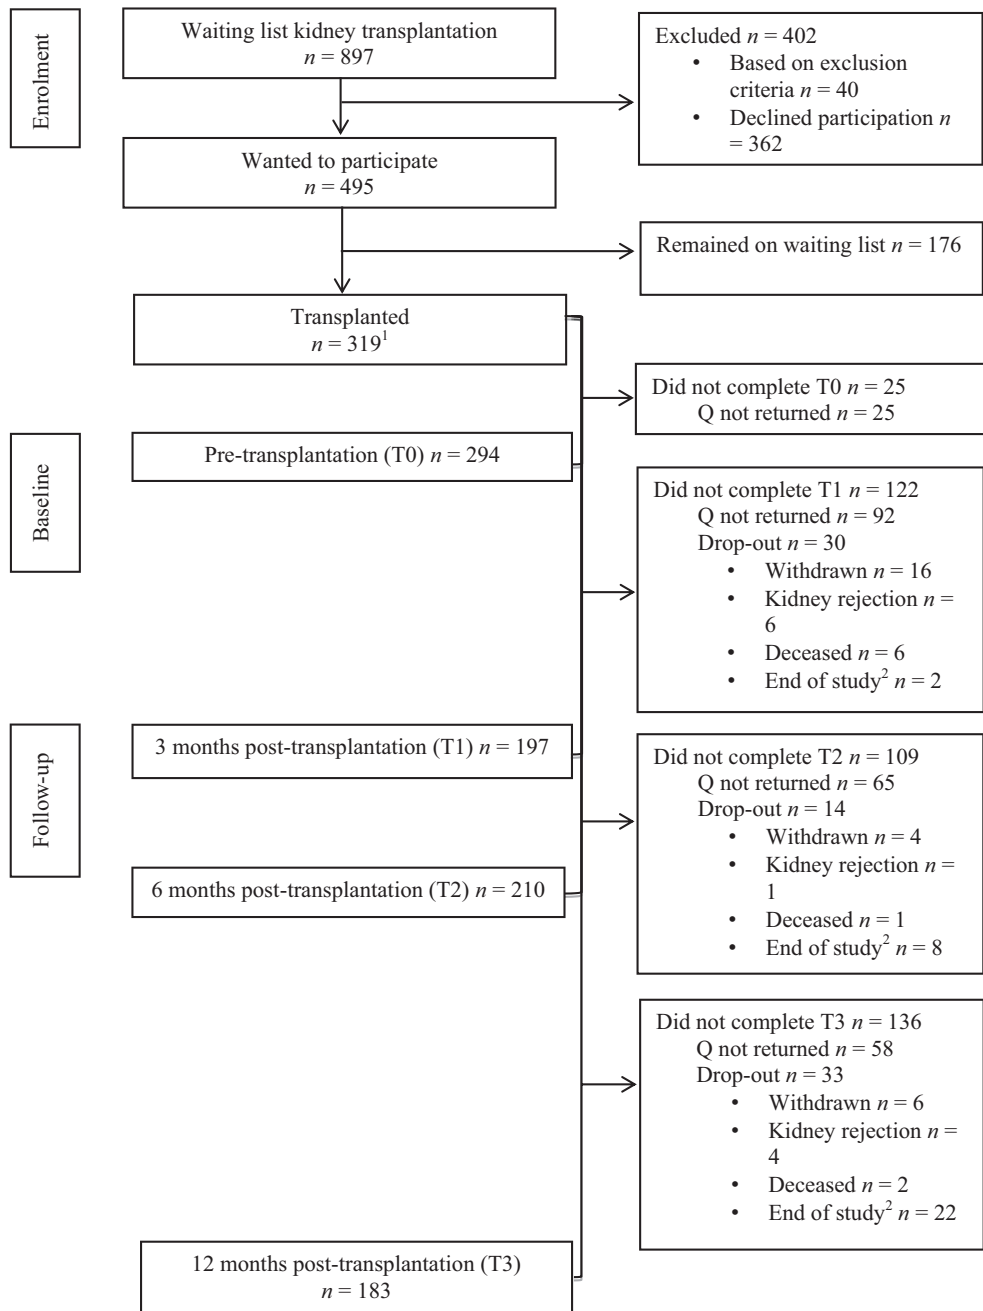 Enrolment
Waiting list kidney transplantation
n = 897
Excluded n = 402
• Based on exclusion
criteria n = 40
• Declined participation n
= 362
Wanted to participate
n = 495
Remained on waiting list n = 176
Transplanted
n = 319¹
Did not complete T0 n = 25
Q not returned n = 25
Baseline
Pre-transplantation (T0) n = 294
Did not complete T1 n = 122
Q not returned n = 92
Drop-out n = 30
• Withdrawn n = 16
• Kidney rejection n =
6
• Deceased n = 6
• End of study² n = 2
Follow-up
3 months post-transplantation (T1) n = 197
Did not complete T2 n = 109
Q not returned n = 65
Drop-out n = 14
• Withdrawn n = 4
• Kidney rejection n =
1
• Deceased n = 1
• End of study² n = 8
6 months post-transplantation (T2) n = 210
Did not complete T3 n = 136
Q not returned n = 58
Drop-out n = 33
• Withdrawn n = 6
• Kidney rejection n =
4
• Deceased n = 2
• End of study² n = 22
12 months post-transplantation (T3)
n = 183